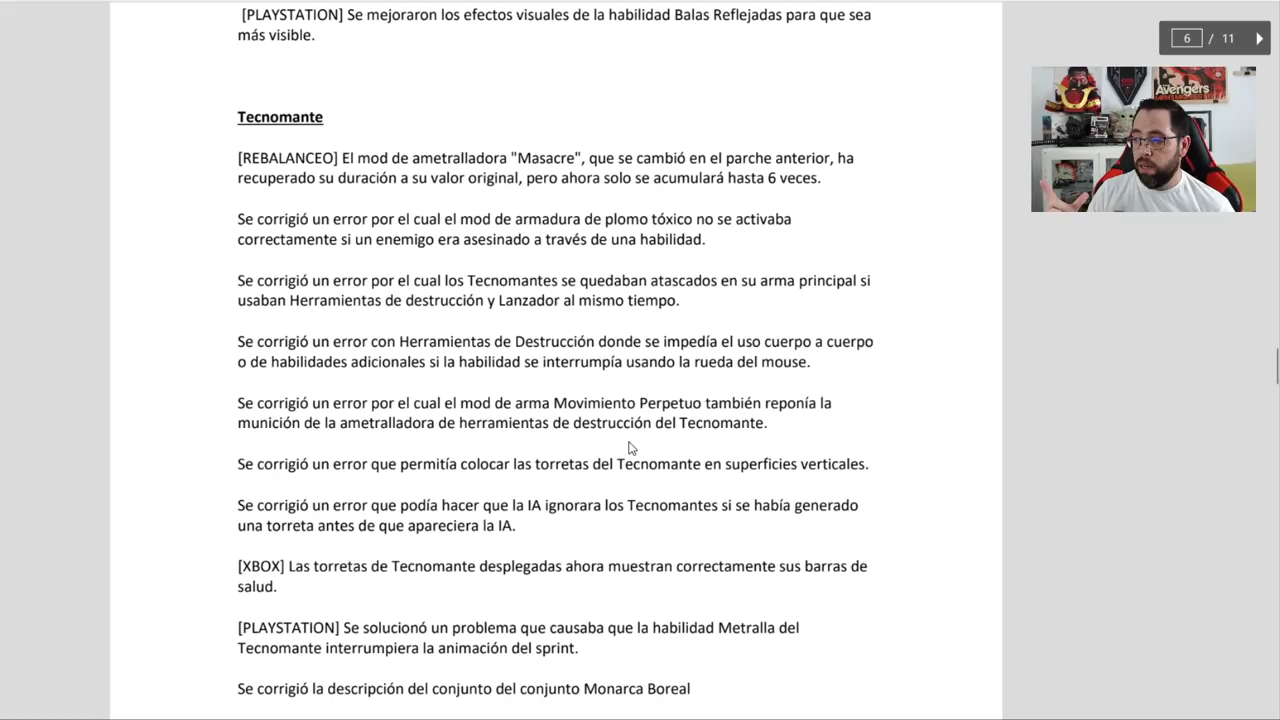 [PLAYSTATION] Se mejoraron los efectos visuales de la habilidad Balas Reflejadas para que sea
más visible.
6 / 11
Avengers
Tecnomante
[REBALANCEO] El mod de ametralladora "Masacre", que se cambió en el parche anterior, ha
recuperado su duración a su valor original, pero ahora solo se acumulará hasta 6 veces.
Se corrigió un error por el cual el mod de armadura de plomo tóxico no se activaba
correctamente si un enemigo era asesinado a través de una habilidad.
Se corrigió un error por el cual los Tecnomantes se quedaban atascados en su arma principal si
usaban Herramientas de destrucción y Lanzador al mismo tiempo.
Se corrigió un error con Herramientas de Destrucción donde se impedía el uso cuerpo a cuerpo
o de habilidades adicionales si la habilidad se interrumpía usando la rueda del mouse.
Se corrigió un error por el cual el mod de arma Movimiento Perpetuo también reponía la
munición de la ametralladora de herramientas de destrucción del Tecnomante.
Se corrigió un error que permitía colocar las torretas del Tecnomante en superficies verticales.
Se corrigió un error que podía hacer que la IA ignorara los Tecnomantes si se había generado
una torreta antes de que apareciera la IA.
[XBOX] Las torretas de Tecnomante desplegadas ahora muestran correctamente sus barras de
salud.
[PLAYSTATION] Se solucionó un problema que causaba que la habilidad Metralla del
Tecnomante interrumpiera la animación del sprint.
Se corrigió la descripción del conjunto del conjunto Monarca Boreal